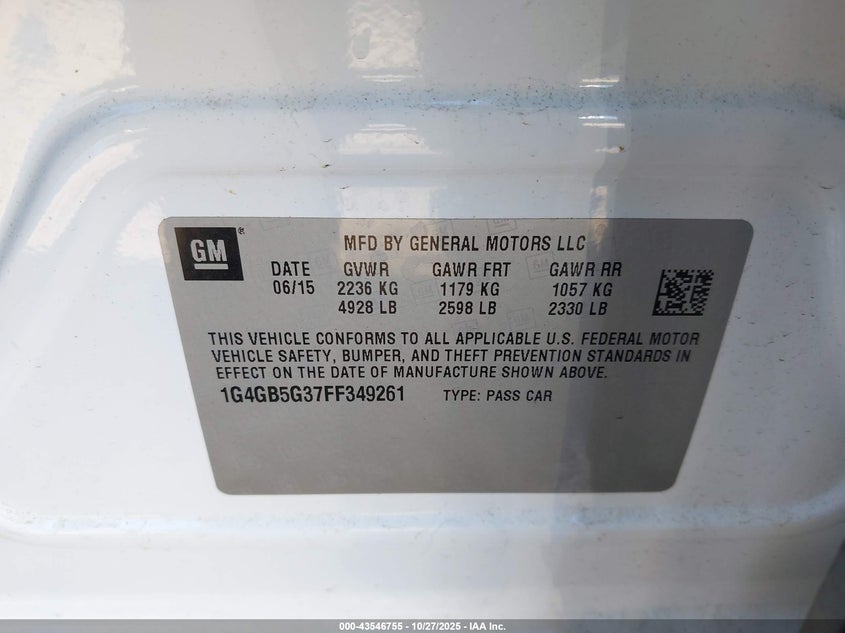 GM ®
MFD BY GENERAL MOTORS LLC
DATE GVWR GAWR FRT GAWR RR
06/15 2236 KG 1179 KG 1057 KG
4928 LB 2598 LB 2330 LB
THIS VEHICLE CONFORMS TO ALL APPLICABLE U.S. FEDERAL MOTOR
VEHICLE SAFETY, BUMPER, AND THEFT PREVENTION STANDARDS IN
EFFECT ON THE DATE OF MANUFACTURE SHOWN ABOVE.
1G4GB5G37FF349261 TYPE: PASS CAR
000-43546755 - 10/27/2025 - IAA Inc.